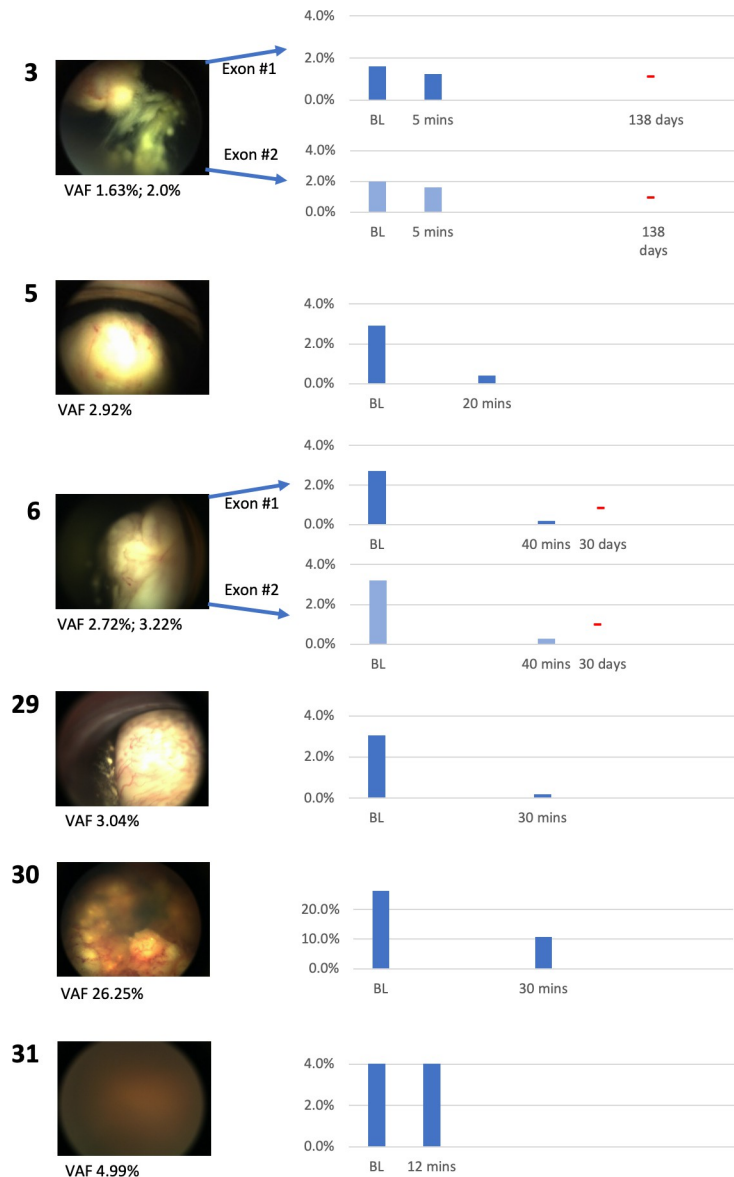 3
Exon #1
Exon #2
VAF 1.63%; 2.0%
4.0%
2.0%
0.0%
BL 5 mins 138 days
4.0%
2.0%
0.0%
BL 5 mins 138
days
5
VAF 2.92%
4.0%
2.0%
0.0%
BL 20 mins
6
Exon #1
Exon #2
VAF 2.72%; 3.22%
4.0%
2.0%
0.0%
BL 40 mins 30 days
4.0%
2.0%
0.0%
BL 40 mins 30 days
29
VAF 3.04%
4.0%
2.0%
0.0%
BL 30 mins
30
VAF 26.25%
20.0%
10.0%
0.0%
BL 30 mins
31
VAF 4.99%
4.0%
2.0%
0.0%
BL 12 mins